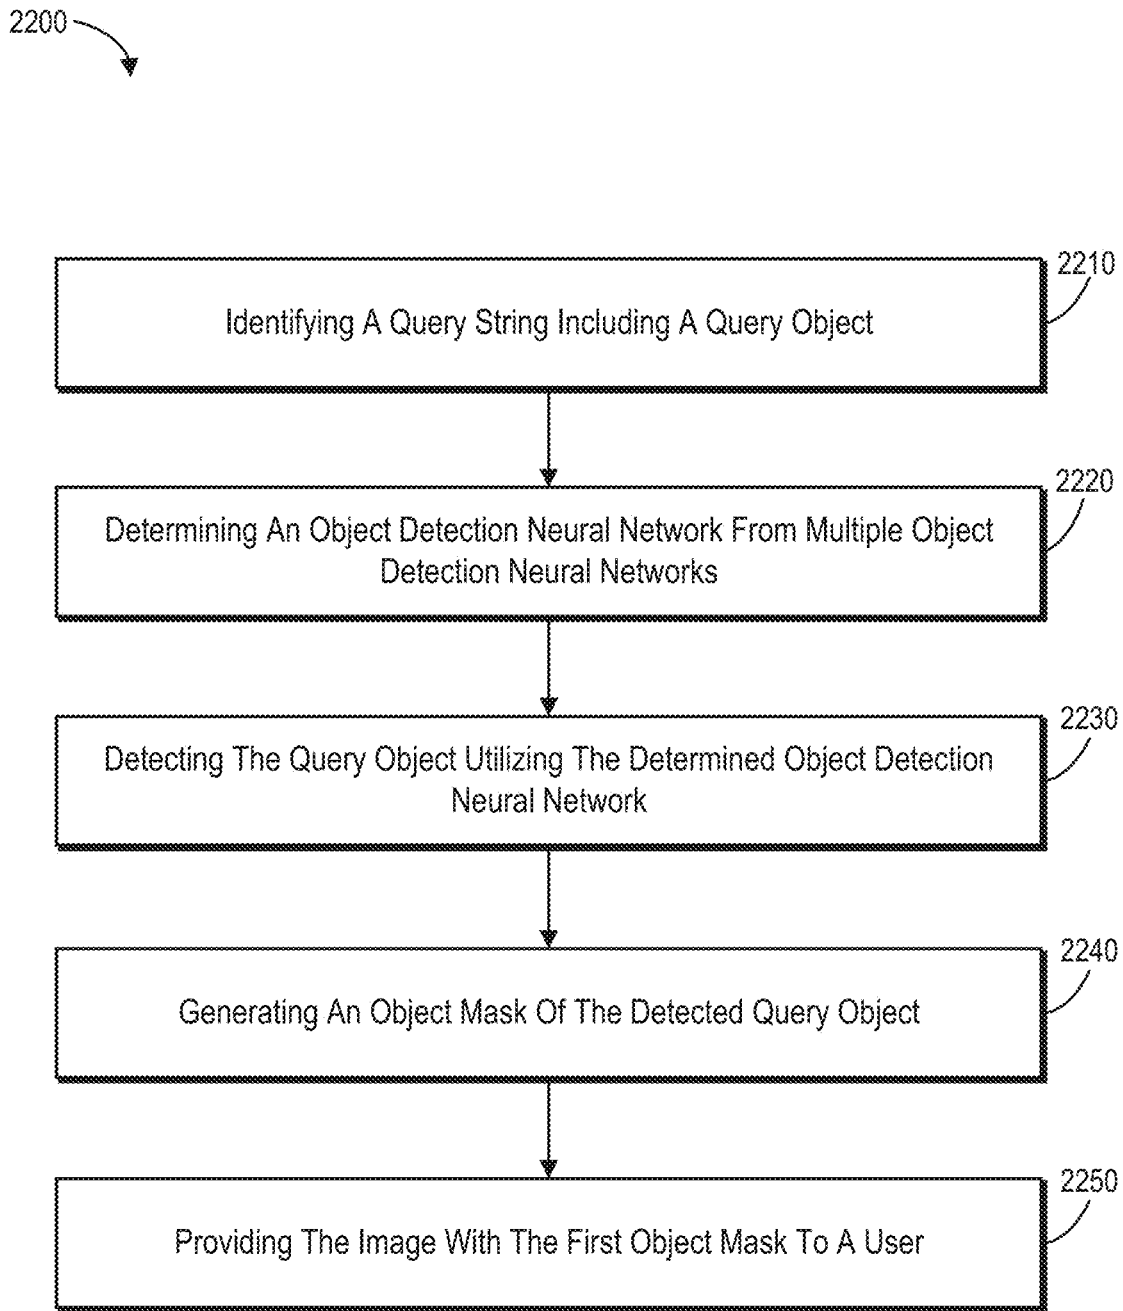 2200
2210
Identifying A Query String Including A Query Object
2220
Determining An Object Detection Neural Network From Multiple Object
Detection Neural Networks
2230
Detecting The Query Object Utilizing The Determined Object Detection
Neural Network
2240
Generating An Object Mask Of The Detected Query Object
2250
Providing The Image With The First Object Mask To A User